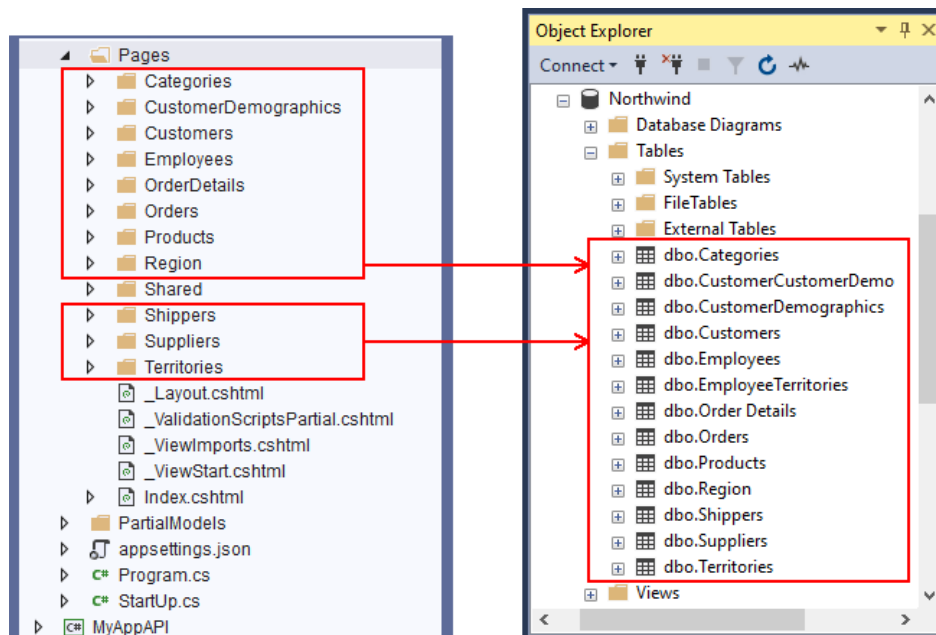 Pages
Categories
CustomerDemographics
Customers
Employees
OrderDetails
Orders
Products
Region
Shared
Shippers
Suppliers
Territories
_Layout.cshtml
_ValidationScriptsPartial.cshtml
_ViewImports.cshtml
_ViewStart.cshtml
Index.cshtml
PartialModels
appsettings.json
C# Program.cs
C# StartUp.cs
C# MyAppAPI
Object Explorer
Connect
Northwind
Database Diagrams
Tables
System Tables
FileTables
External Tables
dbo.Categories
dbo.CustomerCustomerDemo
dbo.CustomerDemographics
dbo.Customers
dbo.Employees
dbo.EmployeeTerritories
dbo.Order Details
dbo.Orders
dbo.Products
dbo.Region
dbo.Shippers
dbo.Suppliers
dbo.Territories
Views